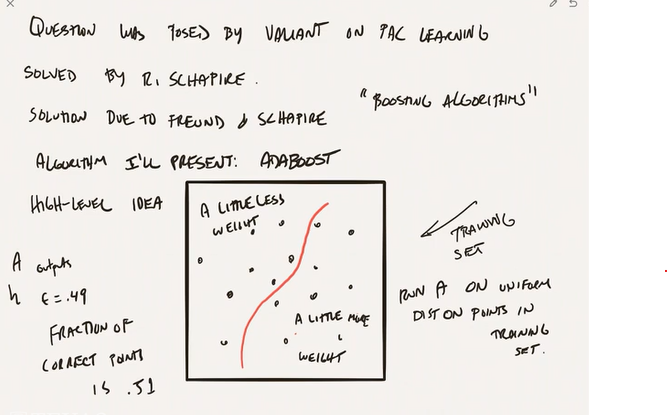 QUESTION WAS POSED BY VALIANT ON PAC LEARNING
SOLVED BY R. SCHAPIRE.
SOLUTION DUE TO FREUND & SCHAPIRE
"BOOSTING ALGORITHMS"
ALGORITHM I'LL PRESENT: ADABOOST
HIGH-LEVEL IDEA
A LITTLE LESS
WEIGHT
TRAINING
SET
A outputs
h ε = .49
FRACTION OF
CORRECT POINTS
IS .51
A LITTLE MORE
WEIGHT
RUN A ON UNIFORM
DIST ON POINTS IN
TRAINING
SET.